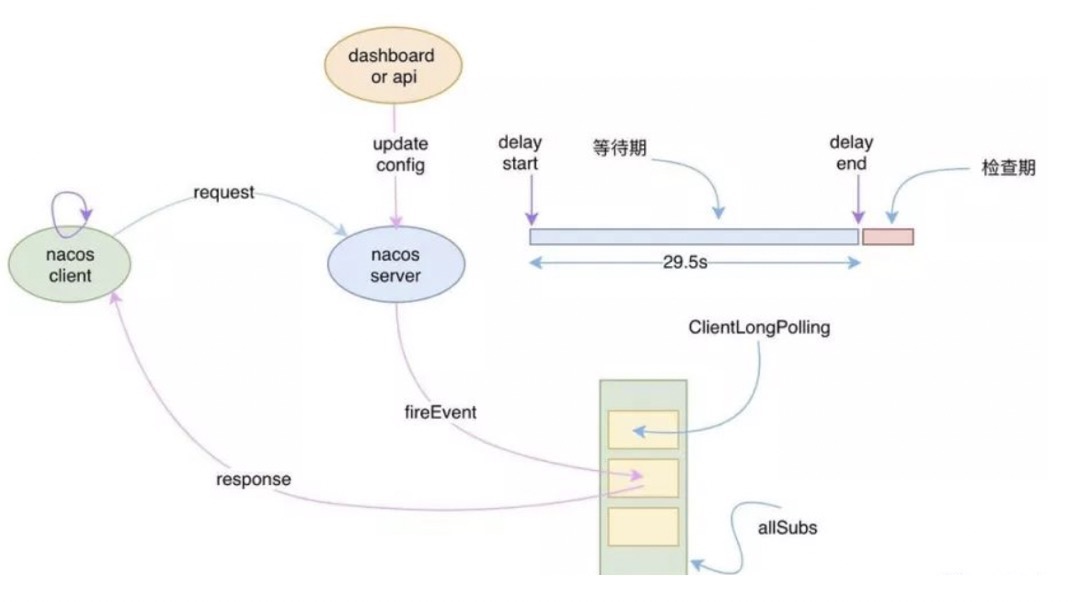 dashboard
or api
update
config
delay
start
等待期
delay
end
检查期
request
nacos
client
nacos
server
29.5s
ClientLongPolling
fireEvent
response
allSubs